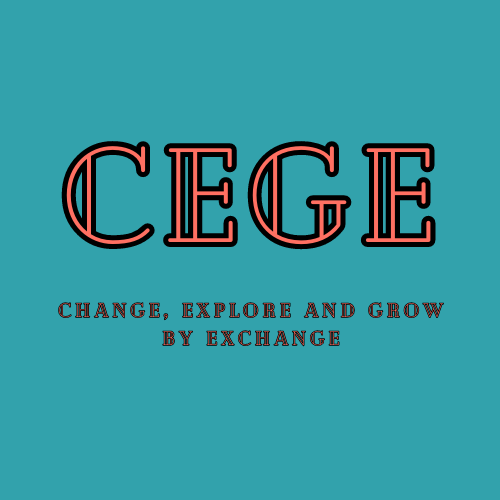 CEGE
CHANGE, EXPLORE AND GROW
BY EXCHANGE